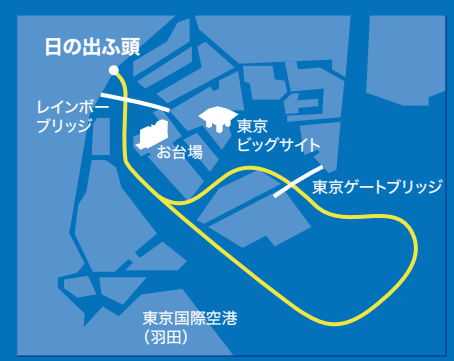 日の出ふ頭
レインボー
ブリッジ
お台場
東京
ビッグサイト
東京ゲートブリッジ
東京国際空港
（羽田）